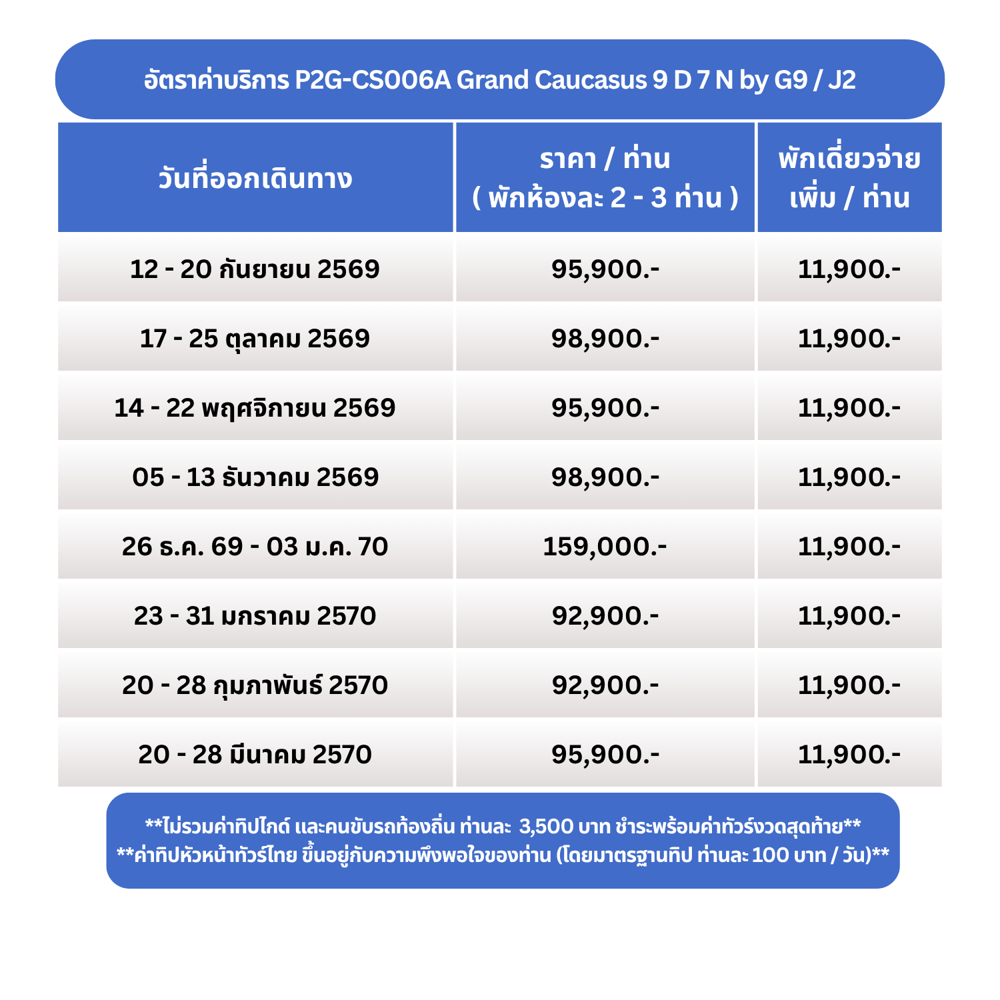 อัตราค่าบริการ P2G-CS006A Grand Caucasus 9 D 7 N by G9 / J2
วันที่ออกเดินทาง
ราคา / ท่าน
( พักห้องละ 2 - 3 ท่าน )
พักเดี่ยวจ่าย
เพิ่ม / ท่าน
12 - 20 กันยายน 2569 95,900.- 11,900.-
17 - 25 ตุลาคม 2569 98,900.- 11,900.-
14 - 22 พฤศจิกายน 2569 95,900.- 11,900.-
05 - 13 ธันวาคม 2569 98,900.- 11,900.-
26 ธ.ค. 69 - 03 ม.ค. 70 159,000.- 11,900.-
23 - 31 มกราคม 2570 92,900.- 11,900.-
20 - 28 กุมภาพันธ์ 2570 92,900.- 11,900.-
20 - 28 มีนาคม 2570 95,900.- 11,900.-
**ไม่รวมค่าทิปไกด์ และคนขับรถท้องถิ่น ท่านละ 3,500 บาท ชำระพร้อมค่าทัวร์งวดสุดท้าย**
**ค่าทิปหัวหน้าทัวร์ไทย ขึ้นอยู่กับความพึงพอใจของท่าน (โดยมาตรฐานทิป ท่านละ 100 บาท / วัน)**